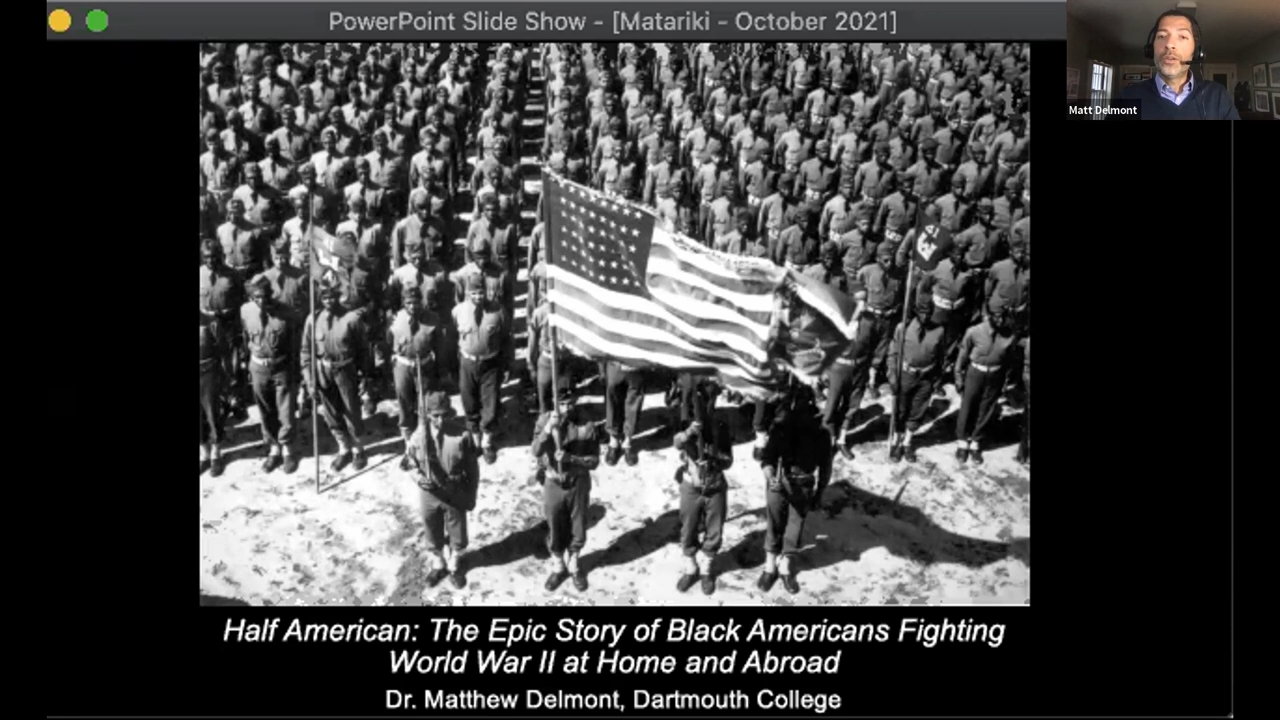 PowerPoint Slide Show - [Matariki - October 2021]
Matt Delmont
Half American: The Epic Story of Black Americans Fighting
World War II at Home and Abroad
Dr. Matthew Delmont, Dartmouth College